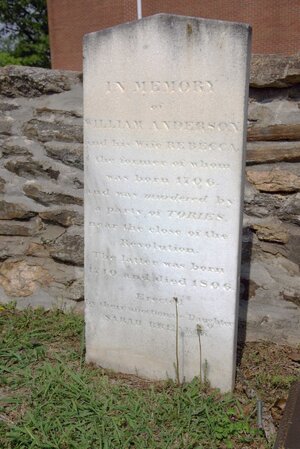 IN MEMORY
OF
WILLIAM ANDERSON
and his Wife REBECCA
the former of whom
was born 1706.
and was murdered by
a party of TORIES,
near the close of the
Revolution.
The latter was born
and died 1806.
Erected
by their affectionate Daughter
SARAH